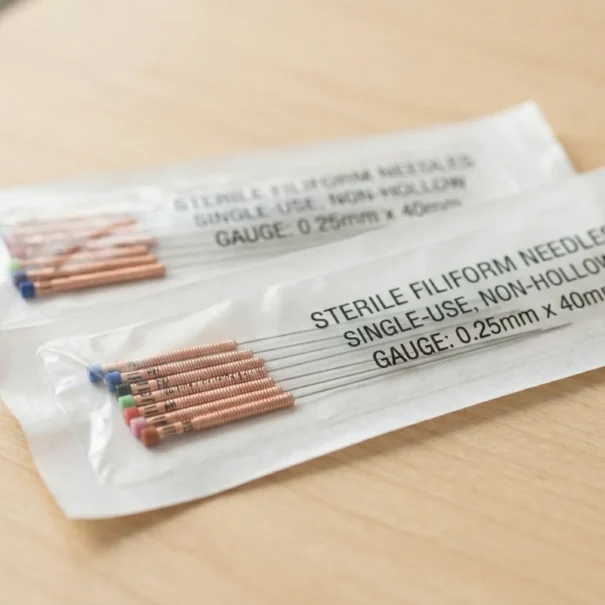 STERILE FILIFORM NEEDLES
SINGLE-USE, NON-HOLLOW
GAUGE: 0.25mm x 40mm
STERILE FILIFORM NEEDLES
SINGLE-USE, NON-HOLLOW
GAUGE: 0.25mm x 40mm